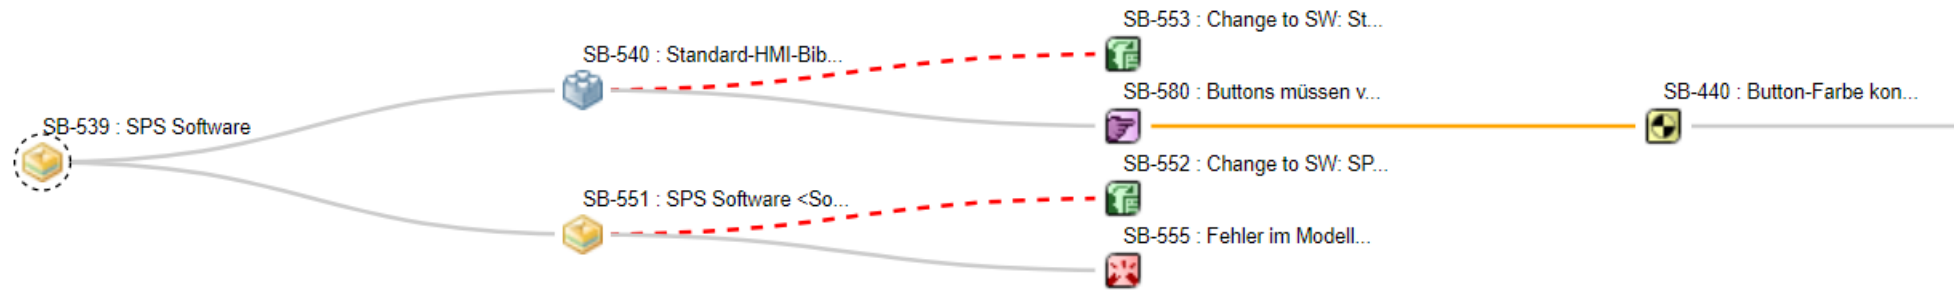 SB-553 : Change to SW: St...
SB-540 : Standard-HMI-Bib...
SB-580 : Buttons müssen v...
SB-440 : Button-Farbe kon...
SB-539 : SPS Software
SB-552 : Change to SW: SP...
SB-551 : SPS Software <So...
SB-555 : Fehler im Modell...